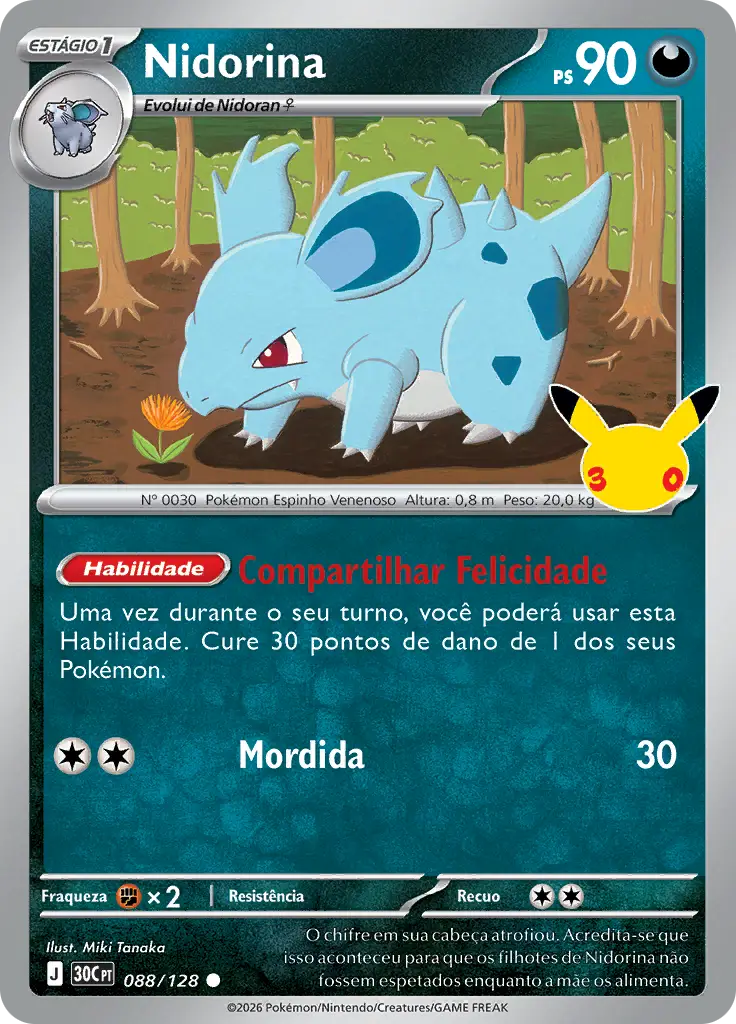 ESTÁGIO 1
Nidorina
PS 90
Evolui de Nidoran♀
30
Nº 0030 Pokémon Espinho Venenoso Altura: 0,8 m Peso: 20,0 kg
Habilidade Compartilhar Felicidade
Uma vez durante o seu turno, você poderá usar esta
Habilidade. Cure 30 pontos de dano de 1 dos seus
Pokémon.
Mordida 30
Fraqueza ×2 Resistência Recuo
Ilust. Miki Tanaka
O chifre em sua cabeça atrofiou. Acredita-se que
isso aconteceu para que os filhotes de Nidorina não
fossem espetados enquanto a mãe os alimenta.
J 30C PT 088/128
©2026 Pokémon/Nintendo/Creatures/GAME FREAK